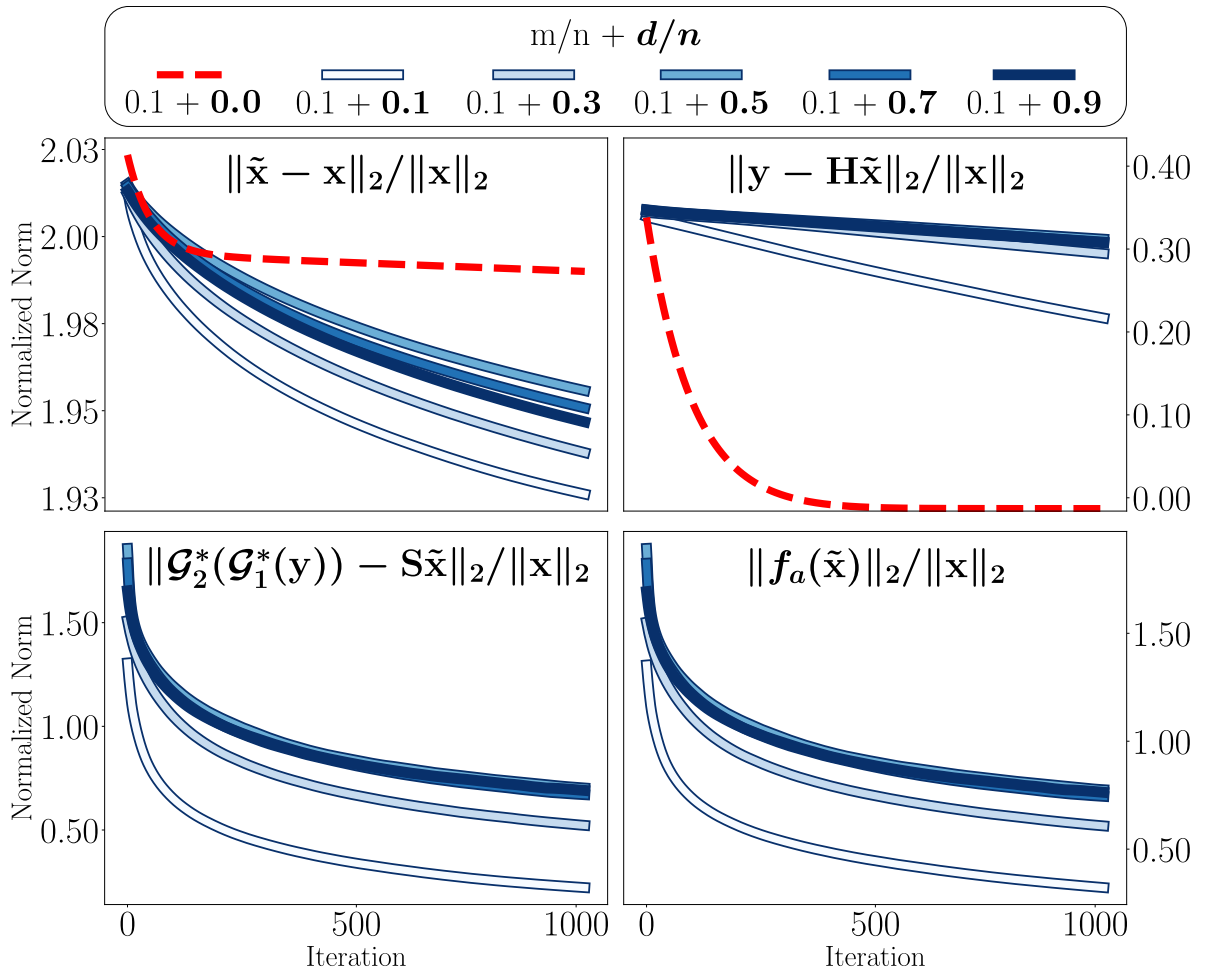 m/n + d/n
0.1 + 0.0 0.1 + 0.1 0.1 + 0.3 0.1 + 0.5 0.1 + 0.7 0.1 + 0.9
‖x̃ − x‖₂/‖x‖₂
‖y − Hx̃‖₂/‖x‖₂
Normalized Norm
2.03
2.00
1.98
1.95
1.93
0.40
0.30
0.20
0.10
0.00
‖𝓖₂*(𝓖₁*(y)) − Sx̃‖₂/‖x‖₂
‖fₐ(x̃)‖₂/‖x‖₂
Normalized Norm
1.50
1.00
0.50
1.50
1.00
0.50
0 500 1000
0 500 1000
Iteration
Iteration